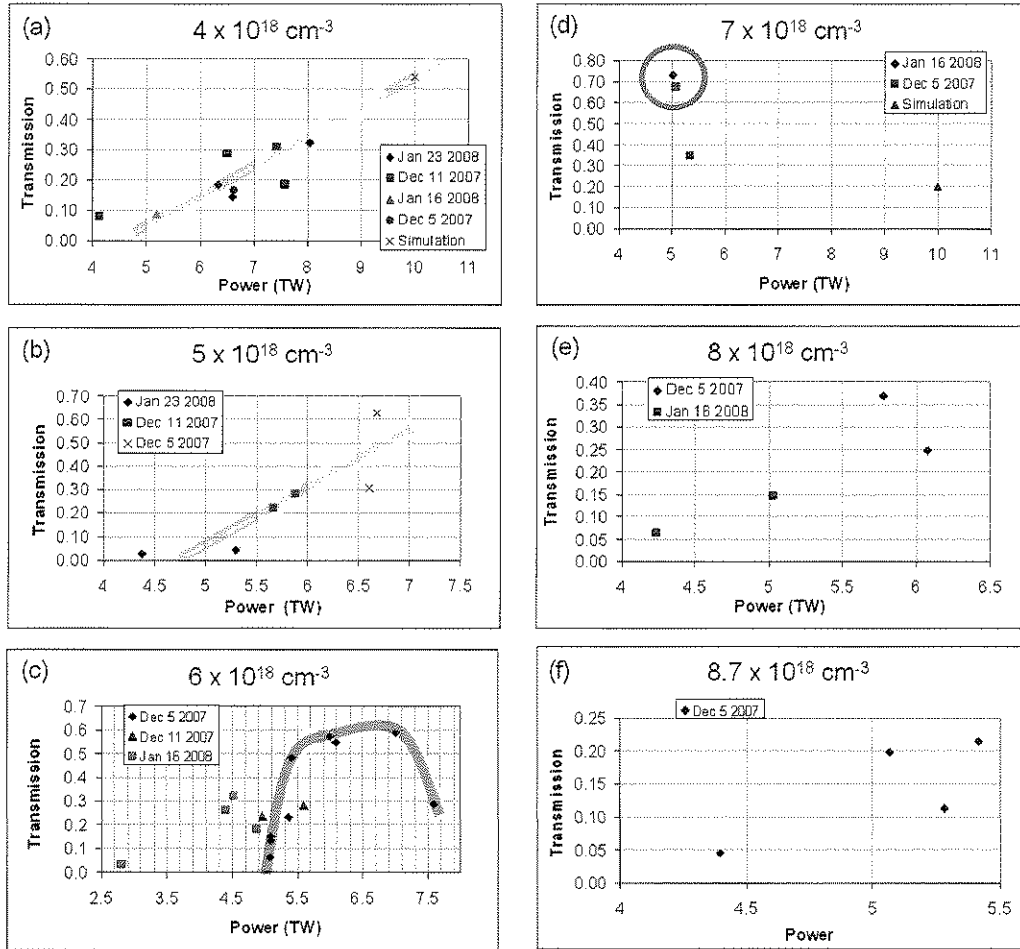 (a)
4 x 10¹⁸ cm⁻³
Transmission
0.60
0.50
0.40
0.30
0.20
0.10
0.00
4 5 6 7 8 9 10 11
Power (TW)
Jan 23 2008
Dec 11 2007
Jan 16 2008
Dec 5 2007
Simulation
(d)
7 x 10¹⁸ cm⁻³
Transmission
0.80
0.70
0.60
0.50
0.40
0.30
0.20
0.10
0.00
4 5 6 7 8 9 10 11
Power (TW)
Jan 16 2008
Dec 5 2007
Simulation
(b)
5 x 10¹⁸ cm⁻³
Transmission
0.70
0.60
0.50
0.40
0.30
0.20
0.10
0.00
4 4.5 5 5.5 6 6.5 7 7.5
Power (TW)
Jan 23 2008
Dec 11 2007
Dec 5 2007
(e)
8 x 10¹⁸ cm⁻³
Transmission
0.40
0.35
0.30
0.25
0.20
0.15
0.10
0.05
0.00
4 4.5 5 5.5 6 6.5
Power (TW)
Dec 5 2007
Jan 16 2008
(c)
6 x 10¹⁸ cm⁻³
Transmission
0.7
0.6
0.5
0.4
0.3
0.2
0.1
0.0
2.5 3.5 4.5 5.5 6.5 7.5
Power (TW)
Dec 5 2007
Dec 11 2007
Jan 16 2008
(f)
8.7 x 10¹⁸ cm⁻³
Transmission
0.25
0.20
0.15
0.10
0.05
0.00
4 4.5 5 5.5
Power
Dec 5 2007